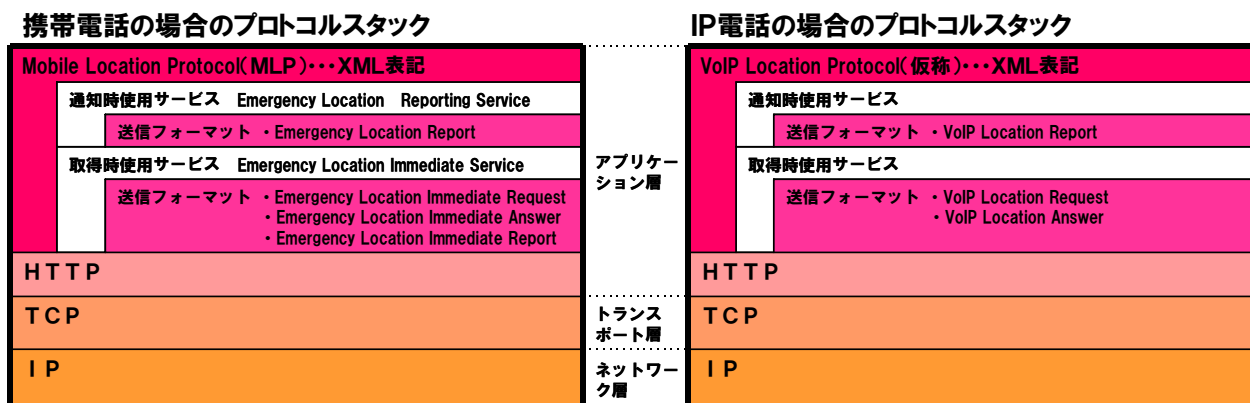 携帯電話の場合のプロトコルスタック
Mobile Location Protocol(MLP)・・・XML表記
通知時使用サービス Emergency Location Reporting Service
送信フォーマット ・Emergency Location Report
取得時使用サービス Emergency Location Immediate Service
送信フォーマット ・Emergency Location Immediate Request
・Emergency Location Immediate Answer
・Emergency Location Immediate Report
HTTP
TCP
IP
アプリケー
ション層
トランス
ポート層
ネットワー
ク層
IP電話の場合のプロトコルスタック
VoIP Location Protocol(仮称)・・・XML表記
通知時使用サービス
送信フォーマット ・VoIP Location Report
取得時使用サービス
送信フォーマット ・VoIP Location Request
・VoIP Location Answer
HTTP
TCP
IP